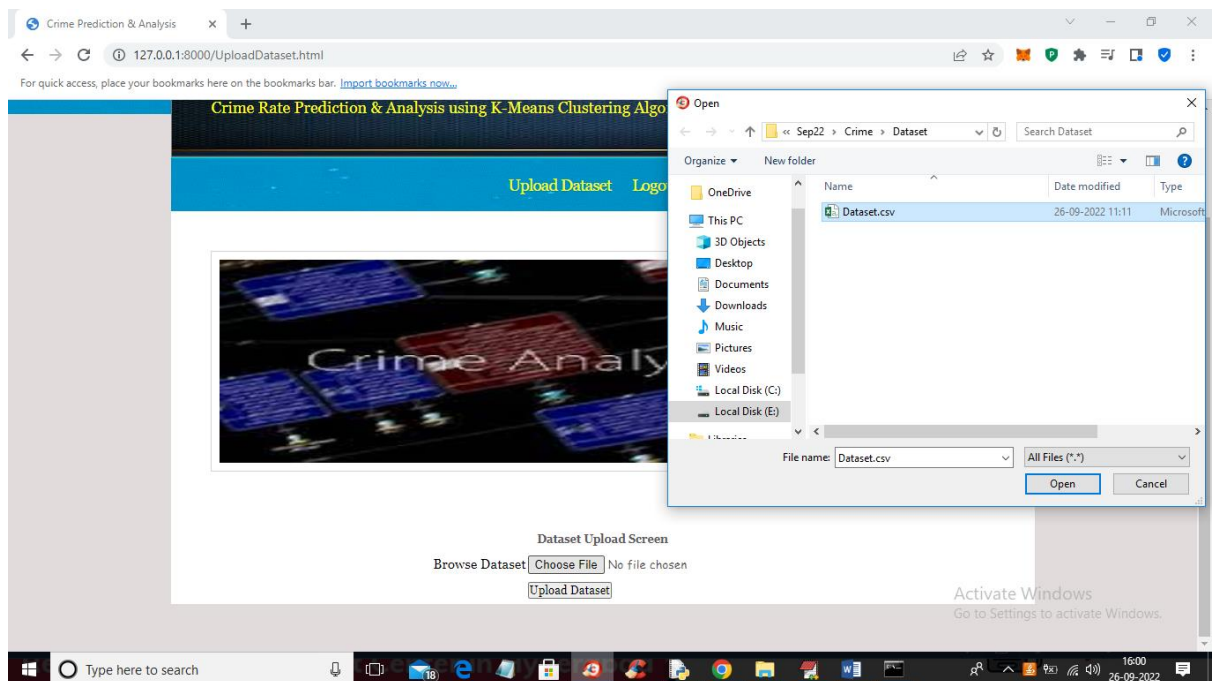 Crime Prediction & Analysis
127.0.0.1:8000/UploadDataset.html
For quick access, place your bookmarks here on the bookmarks bar. Import bookmarks now...
Crime Rate Prediction & Analysis using K-Means Clustering Algo
Upload Dataset Logo
Crime Analy
Dataset Upload Screen
Browse Dataset Choose File No file chosen
Upload Dataset
Open
« Sep22 › Crime › Dataset
Search Dataset
Organize New folder
OneDrive
This PC
3D Objects
Desktop
Documents
Downloads
Music
Pictures
Videos
Local Disk (C:)
Local Disk (E:)
Libraries
Name Date modified Type
Dataset.csv 26-09-2022 11:11 Microsoft
File name: Dataset.csv All Files (*.*)
Open Cancel
Activate Windows
Go to Settings to activate Windows.
Type here to search
18
16:00
26-09-2022